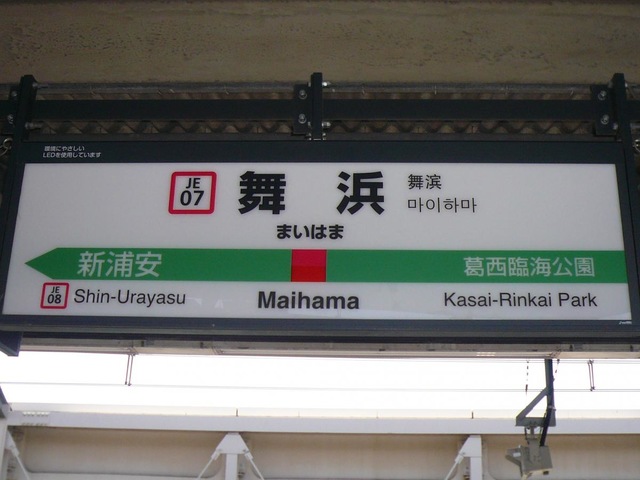 環境にやさしい
LEDを使用しています
JE
07
舞 浜
舞滨
마이하마
まいはま
新浦安
葛西臨海公園
JE
08
Shin-Urayasu
Maihama
Kasai-Rinkai Park